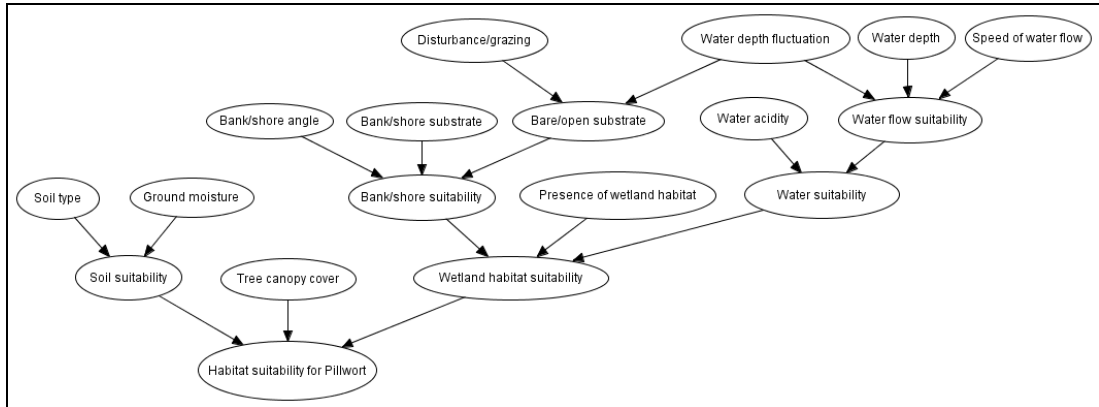 Disturbance/grazing
Water depth fluctuation
Water depth
Speed of water flow
Bank/shore angle
Bank/shore substrate
Bare/open substrate
Water acidity
Water flow suitability
Soil type
Ground moisture
Bank/shore suitability
Presence of wetland habitat
Water suitability
Soil suitability
Tree canopy cover
Wetland habitat suitability
Habitat suitability for Pillwort